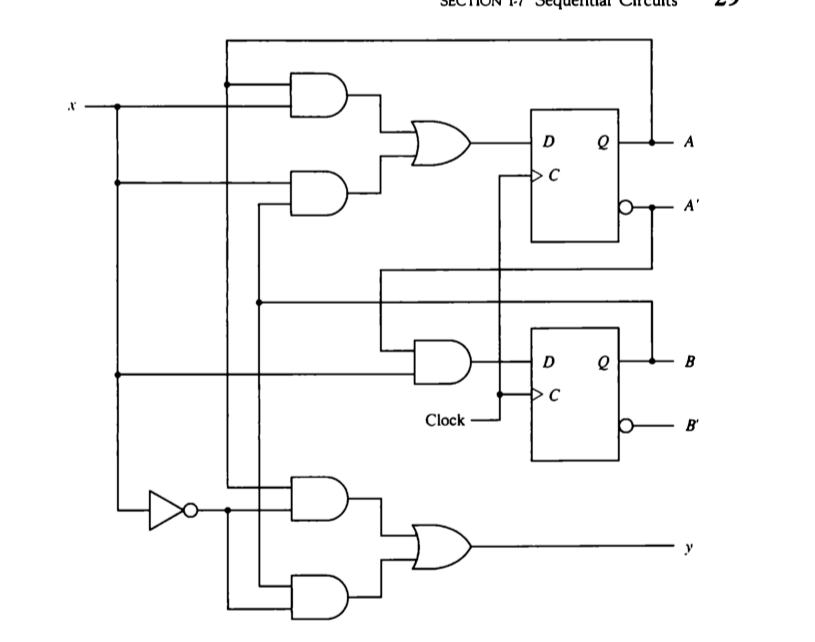 SECTION 1-7 Sequential Circuits 29
x
D Q A
C
A'
D Q B
C
Clock
B'
y